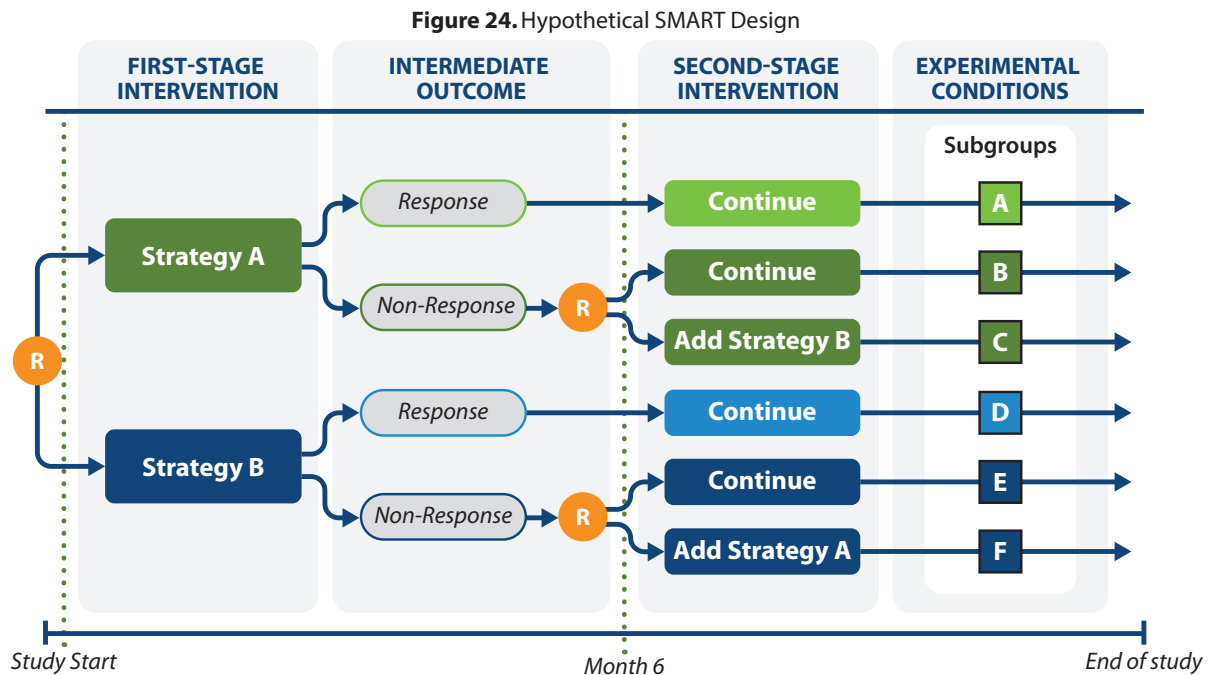 Figure 24. Hypothetical SMART Design
FIRST-STAGE
INTERVENTION
INTERMEDIATE
OUTCOME
SECOND-STAGE
INTERVENTION
EXPERIMENTAL
CONDITIONS
Subgroups
Response
Continue
A
Strategy A
Continue
B
Non-Response
R
Add Strategy B
C
R
Response
Continue
D
Strategy B
Continue
E
Non-Response
R
Add Strategy A
F
Study Start
Month 6
End of study